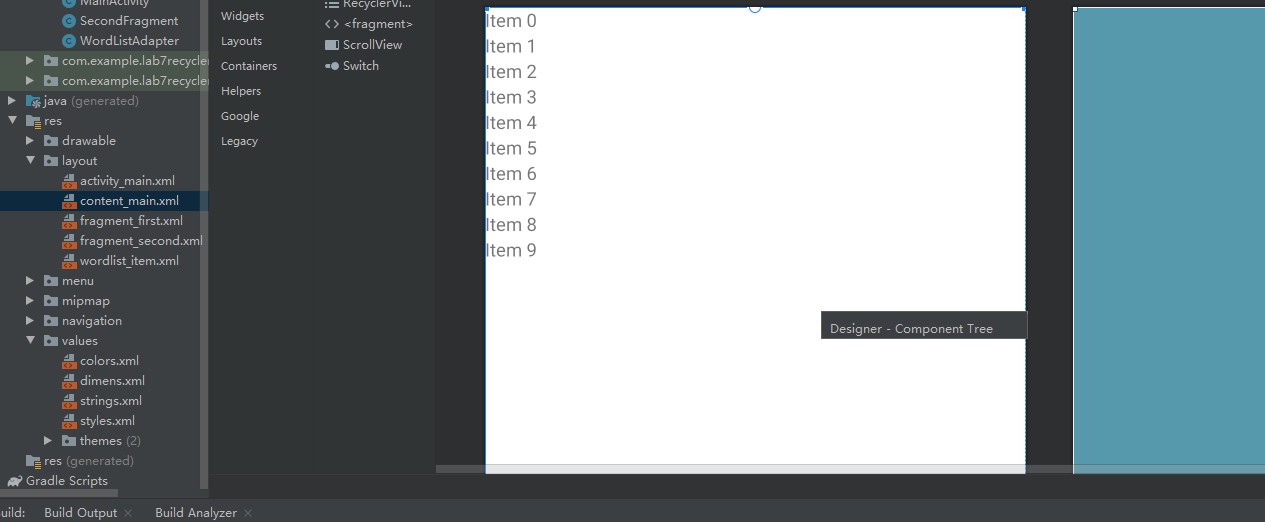 MainActivity
SecondFragment
WordListAdapter
com.example.lab7recycler
com.example.lab7recycler
java (generated)
res
drawable
layout
activity_main.xml
content_main.xml
fragment_first.xml
fragment_second.xml
wordlist_item.xml
menu
mipmap
navigation
values
colors.xml
dimens.xml
strings.xml
styles.xml
themes (2)
res (generated)
Gradle Scripts
Widgets
Layouts
Containers
Helpers
Google
Legacy
RecyclerVi...
<fragment>
ScrollView
Switch
Item 0
Item 1
Item 2
Item 3
Item 4
Item 5
Item 6
Item 7
Item 8
Item 9
Designer - Component Tree
uild: Build Output Build Analyzer